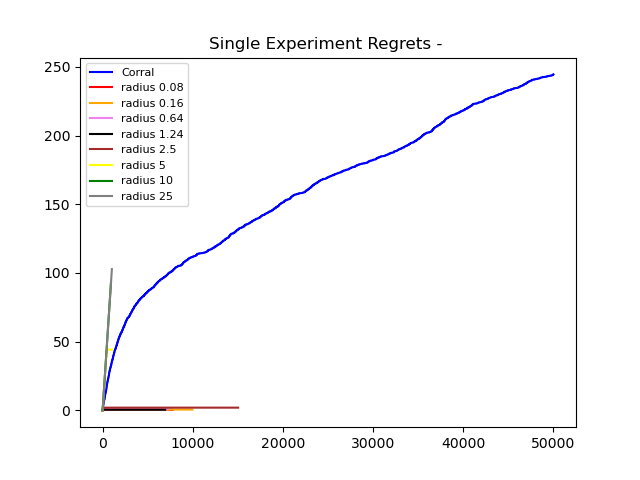 Single Experiment Regrets -
250
200
150
100
50
0
Corral
radius 0.08
radius 0.16
radius 0.64
radius 1.24
radius 2.5
radius 5
radius 10
radius 25
0 10000 20000 30000 40000 50000